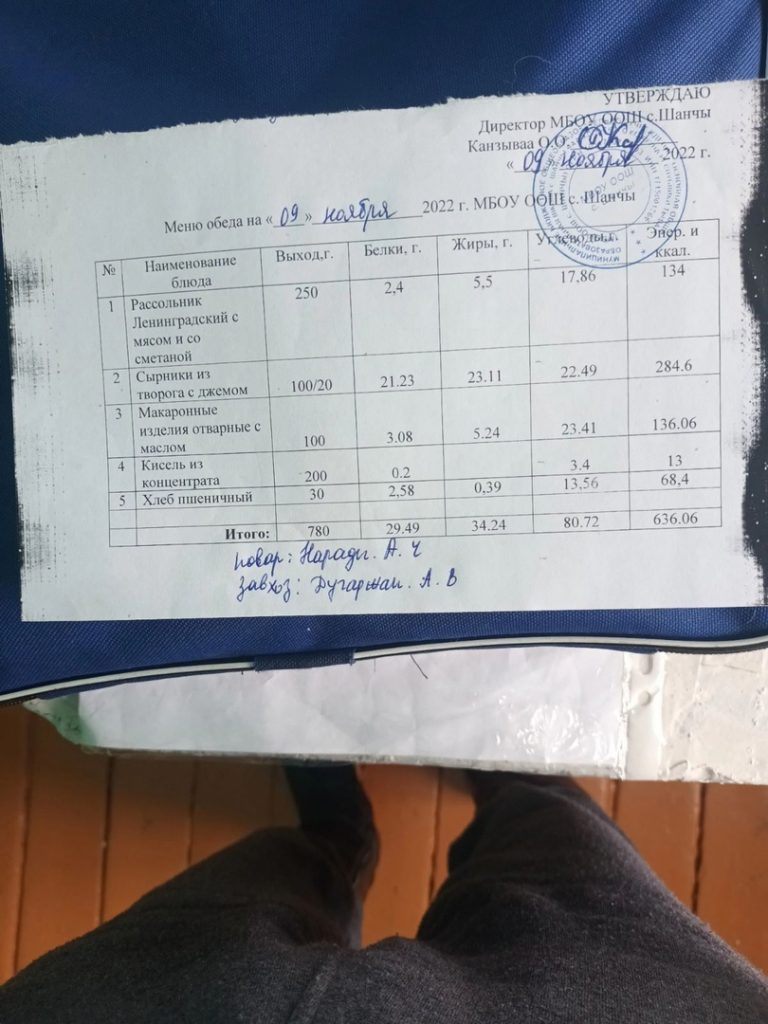 УТВЕРЖДАЮ
Директор МБОУ ООШ с.Шанчы
Канзываа О.О.
« 09 ноября 2022 г.
Меню обеда на «09» ноября 2022 г. МБОУ ООШ с. Шанчы
№ Наименование блюда Выход,г. Белки, г. Жиры, г. Углеводы,г. Энер. и ккал.
1 Рассольник Ленинградский с мясом и со сметаной 250 2,4 5,5 17,86 134
2 Сырники из творога с джемом 100/20 21.23 23.11 22.49 284.6
3 Макаронные изделия отварные с маслом 100 3.08 5.24 23.41 136.06
4 Кисель из концентрата 200 0.2 3.4 13
5 Хлеб пшеничный 30 2,58 0,39 13,56 68,4
Итого: 780 29.49 34.24 80.72 636.06
повар: А. Ч
завхоз: А. В